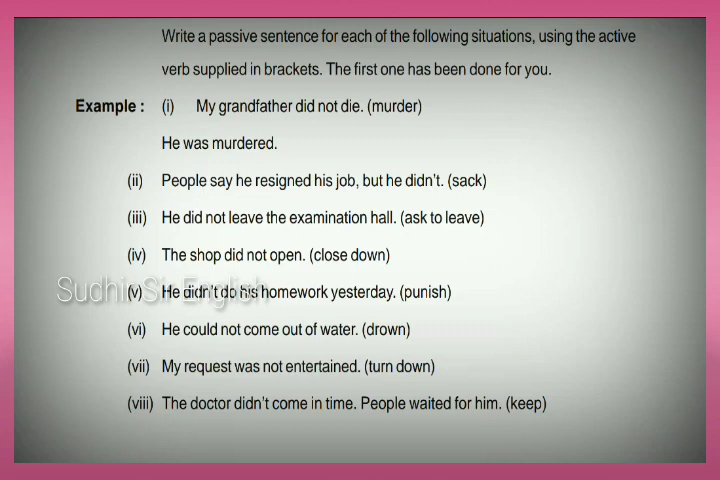 Write a passive sentence for each of the following situations, using the active
verb supplied in brackets. The first one has been done for you.
Example : (i) My grandfather did not die. (murder)
He was murdered.
(ii) People say he resigned his job, but he didn't. (sack)
(iii) He did not leave the examination hall. (ask to leave)
(iv) The shop did not open. (close down)
Sudhir Sir English
(v) He didn't do his homework yesterday. (punish)
(vi) He could not come out of water. (drown)
(vii) My request was not entertained. (turn down)
(viii) The doctor didn't come in time. People waited for him. (keep)